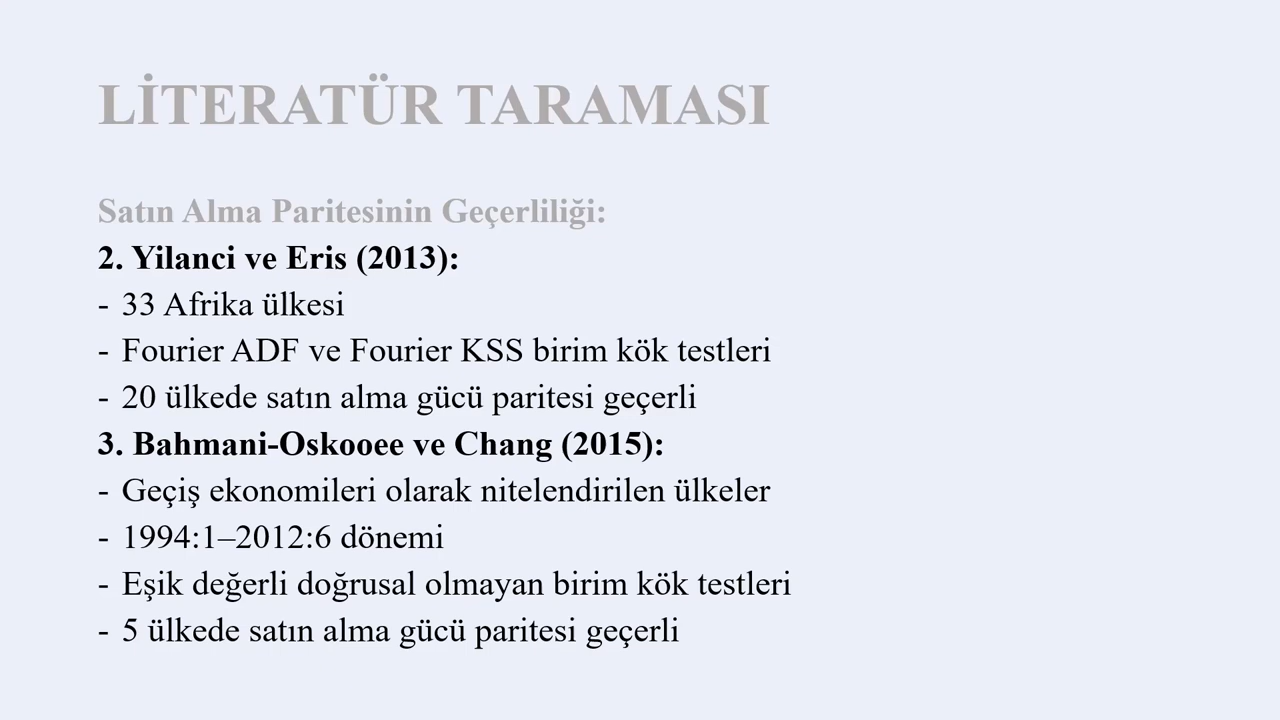 LİTERATÜR TARAMASI
Satın Alma Paritesinin Geçerliliği:
2. Yilanci ve Eris (2013):
- 33 Afrika ülkesi
- Fourier ADF ve Fourier KSS birim kök testleri
- 20 ülkede satın alma gücü paritesi geçerli
3. Bahmani-Oskooee ve Chang (2015):
- Geçiş ekonomileri olarak nitelendirilen ülkeler
- 1994:1–2012:6 dönemi
- Eşik değerli doğrusal olmayan birim kök testleri
- 5 ülkede satın alma gücü paritesi geçerli